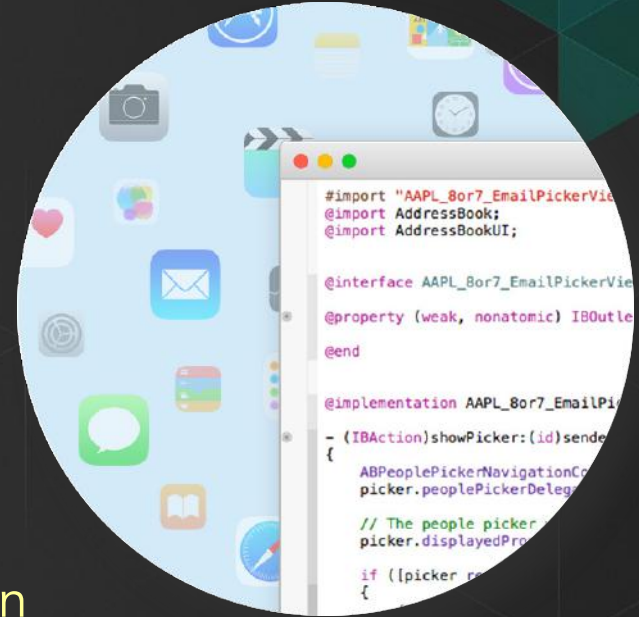 #import "AAPL_8or7_EmailPickerVie
@import AddressBook;
@import AddressBookUI;
@interface AAPL_8or7_EmailPickerVie
@property (weak, nonatomic) IBOutle
@end
@implementation AAPL_8or7_EmailPi
- (IBAction)showPicker:(id)sende
{
ABPeoplePickerNavigationCo
picker.peoplePickerDeleg
// The people picker
picker.displayedPro
if ([picker re
{
n